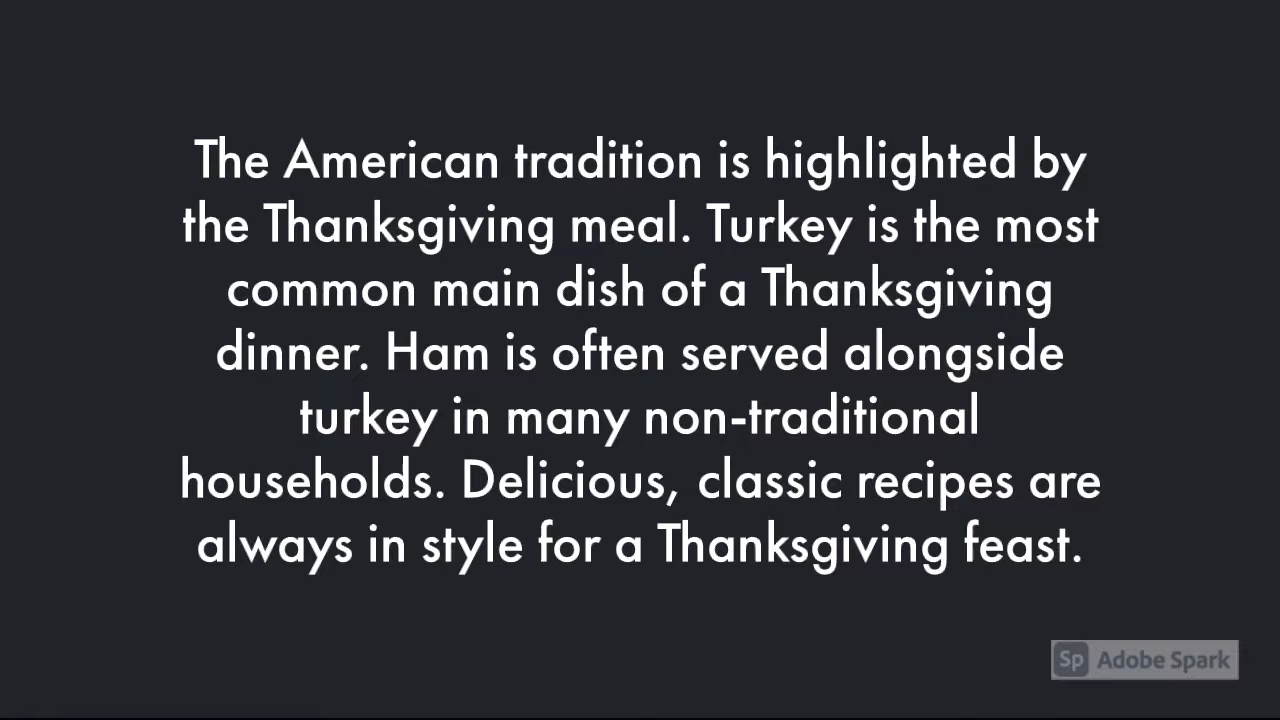 The American tradition is highlighted by
the Thanksgiving meal. Turkey is the most
common main dish of a Thanksgiving
dinner. Ham is often served alongside
turkey in many non-traditional
households. Delicious, classic recipes are
always in style for a Thanksgiving feast.
Sp Adobe Spark